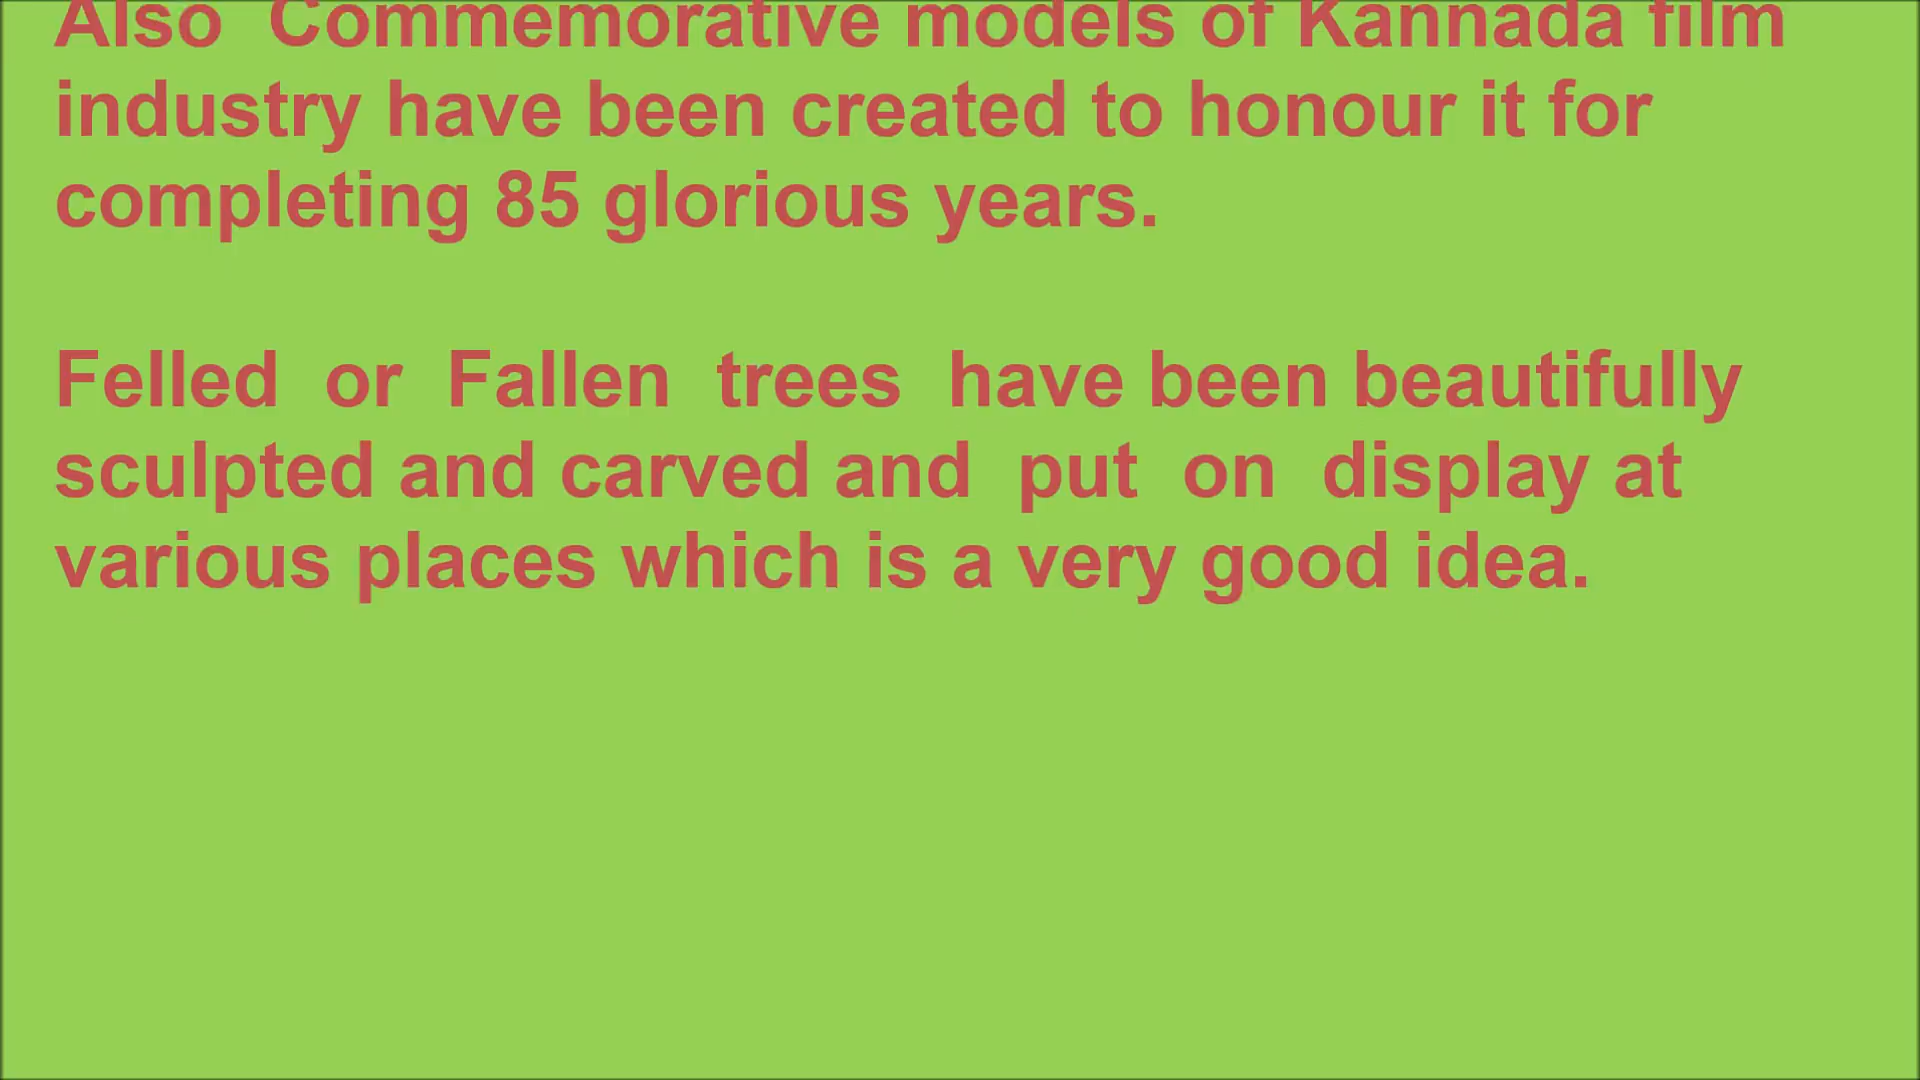 Also Commemorative models of Kannada film
industry have been created to honour it for
completing 85 glorious years.
Felled or Fallen trees have been beautifully
sculpted and carved and put on display at
various places which is a very good idea.